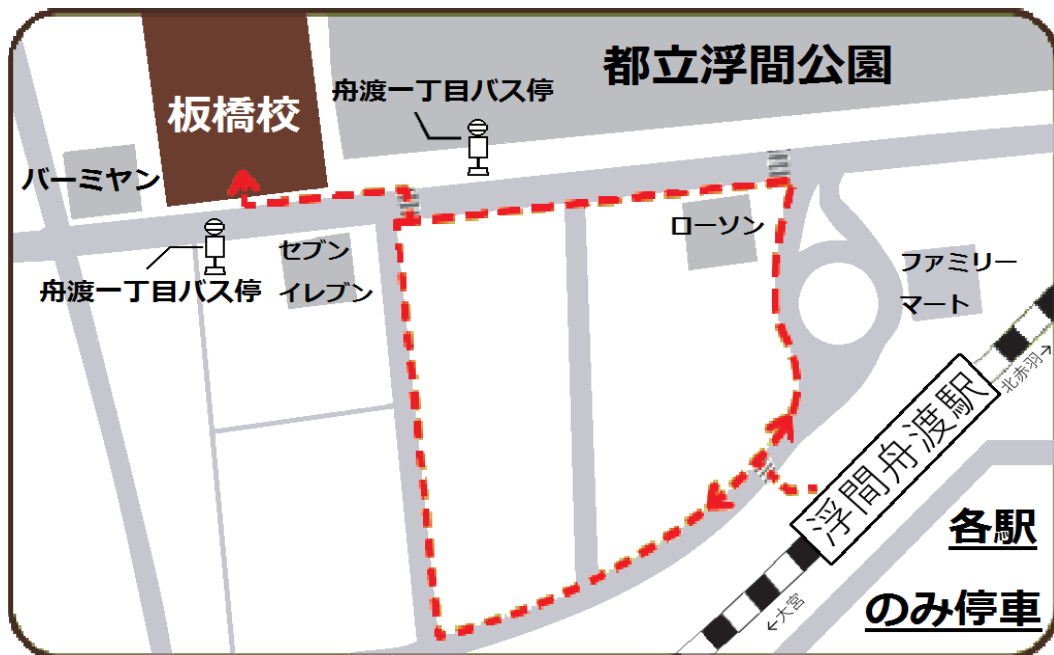 都立浮間公園
舟渡一丁目バス停
板橋校
バーミヤン
ローソン
セブン
イレブン
ファミリー
マート
舟渡一丁目バス停
北赤羽→
浮間舟渡駅
各駅
のみ停車
←大宮